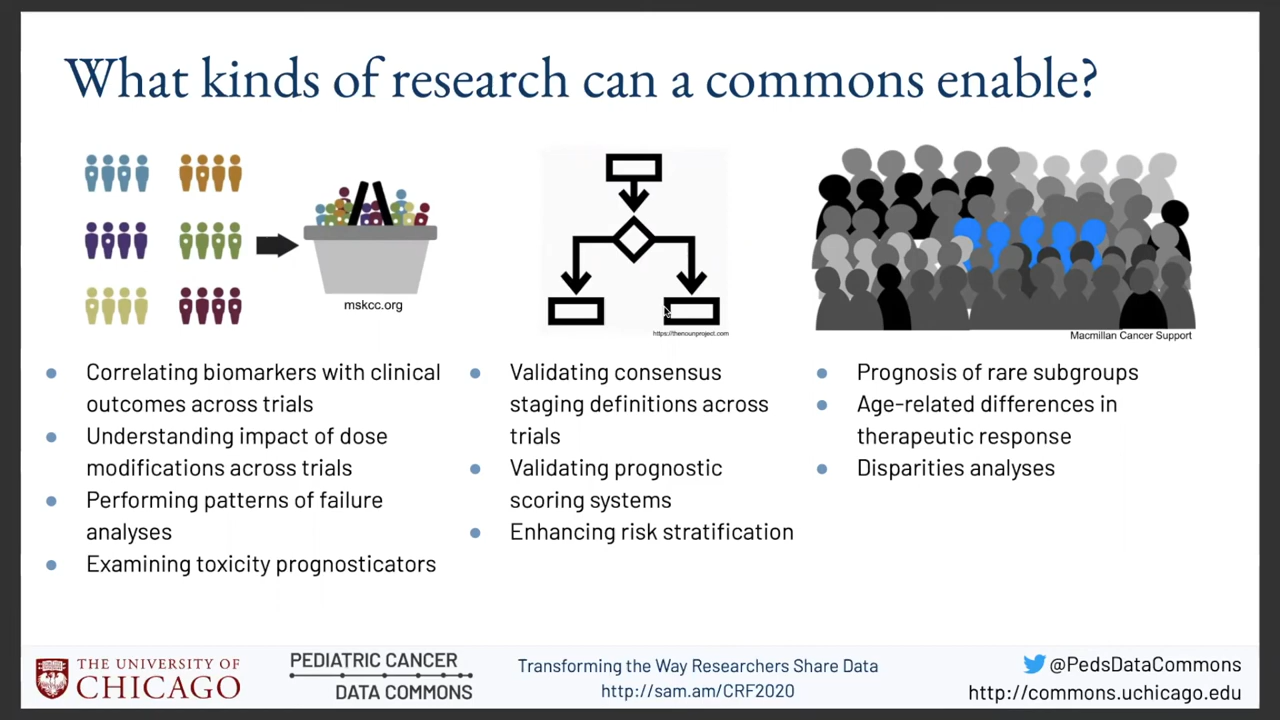 What kinds of research can a commons enable?
mskcc.org
https://thenounproject.com
Macmillan Cancer Support
Correlating biomarkers with clinical
outcomes across trials
Understanding impact of dose
modifications across trials
Performing patterns of failure
analyses
Examining toxicity prognosticators
Validating consensus
staging definitions across
trials
Validating prognostic
scoring systems
Enhancing risk stratification
Prognosis of rare subgroups
Age-related differences in
therapeutic response
Disparities analyses
THE UNIVERSITY OF
CHICAGO
PEDIATRIC CANCER
DATA COMMONS
Transforming the Way Researchers Share Data
http://sam.am/CRF2020
@PedsDataCommons
http://commons.uchicago.edu